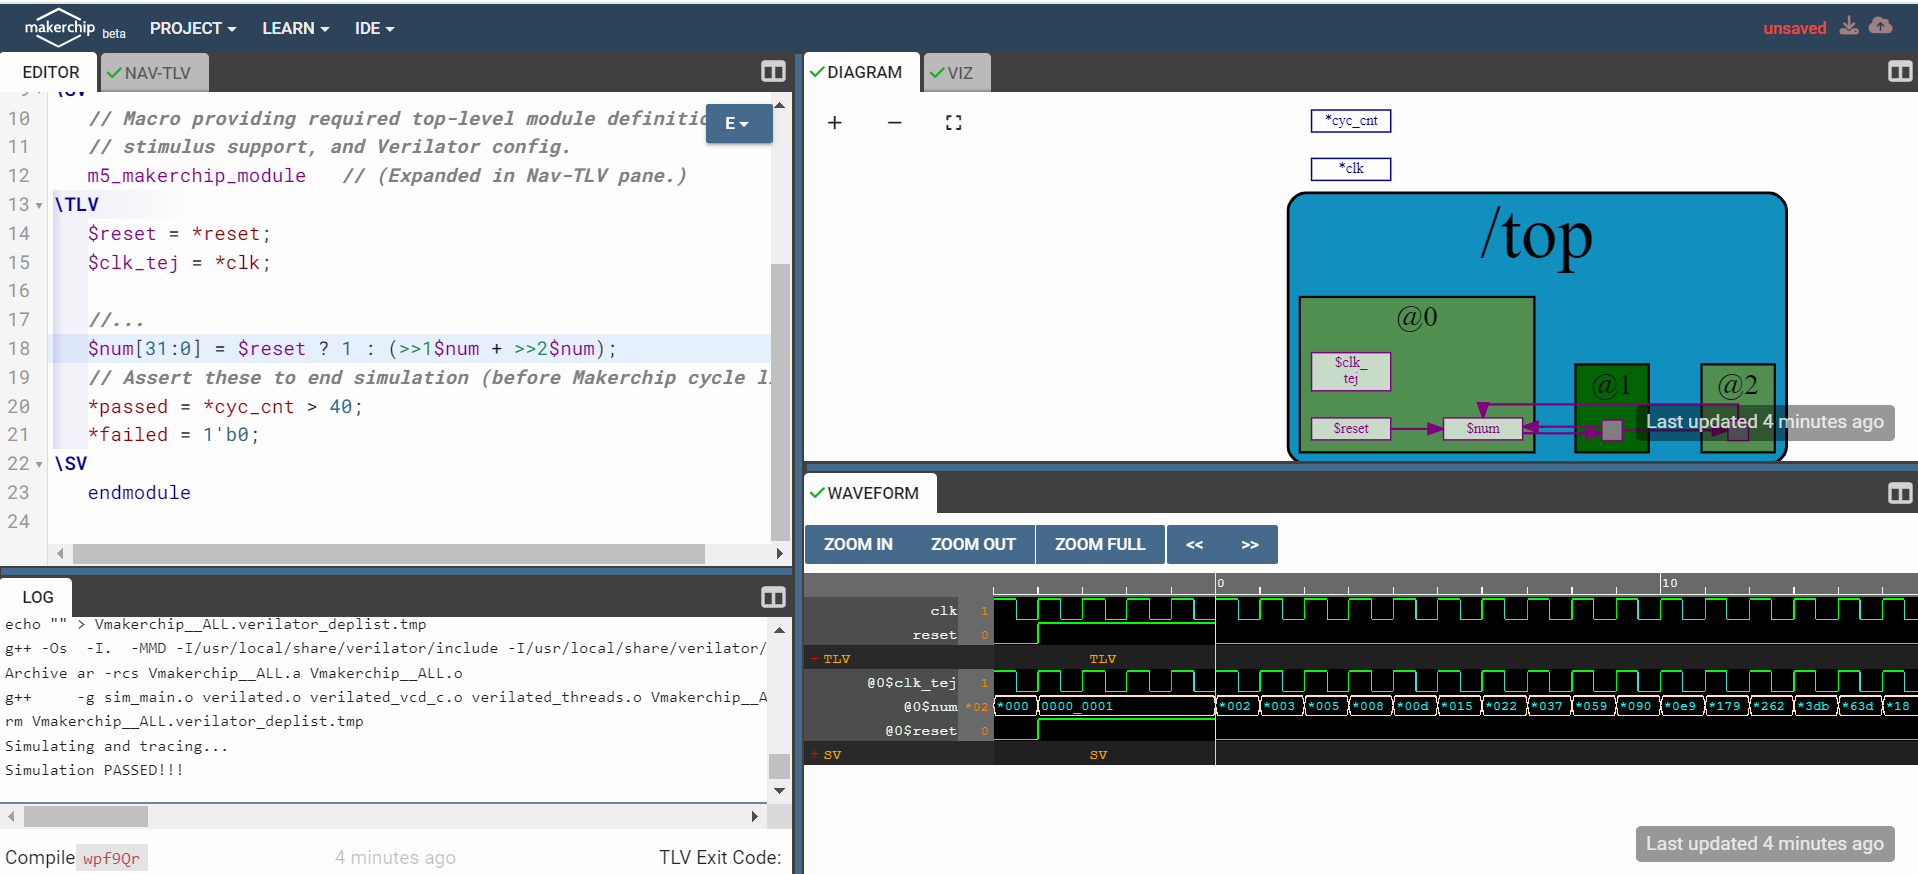 makerchip beta PROJECT LEARN IDE unsaved
EDITOR NAV-TLV
10 // Macro providing required top-level module definitio
11 // stimulus support, and Verilator config.
12 m5_makerchip_module // (Expanded in Nav-TLV pane.)
13 \TLV
14 $reset = *reset;
15 $clk_tej = *clk;
16
17 //...
18 $num[31:0] = $reset ? 1 : (>>1$num + >>2$num);
19 // Assert these to end simulation (before Makerchip cycle l
20 *passed = *cyc_cnt > 40;
21 *failed = 1'b0;
22 \SV
23 endmodule
24
E
LOG
echo "" > Vmakerchip__ALL.verilator_deplist.tmp
g++ -Os -I. -MMD -I/usr/local/share/verilator/include -I/usr/local/share/verilator/
Archive ar -rcs Vmakerchip__ALL.a Vmakerchip__ALL.o
g++ -g sim_main.o verilated.o verilated_vcd_c.o verilated_threads.o Vmakerchip__A
rm Vmakerchip__ALL.verilator_deplist.tmp
Simulating and tracing...
Simulation PASSED!!!
Compile wpf9Qr 4 minutes ago TLV Exit Code:
DIAGRAM VIZ
*cyc_cnt
*clk
/top
@0
$clk_
tej
@1 @2
$reset $num
Last updated 4 minutes ago
WAVEFORM
ZOOM IN ZOOM OUT ZOOM FULL << >>
0 10
clk 1
reset 0
- TLV TLV
@0$clk_tej 1
@0$num *02 *000 0000_0001 *002 *003 *005 *008 *00d *015 *022 *037 *059 *090 *0e9 *179 *262 *3db *63d *18
@0$reset 0
+ SV SV
Last updated 4 minutes ago